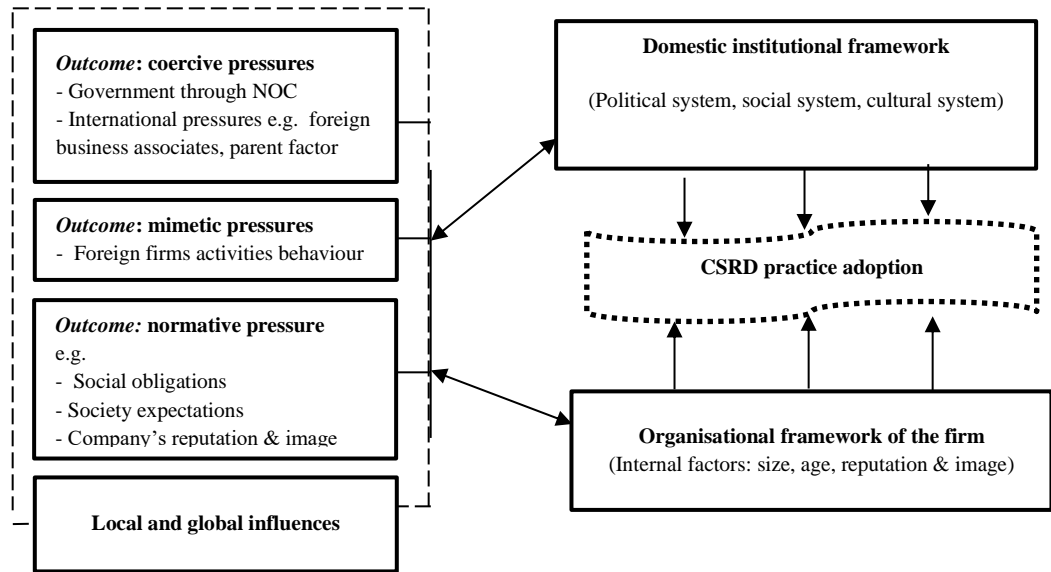 Outcome: coercive pressures
- Government through NOC
- International pressures e.g. foreign
business associates, parent factor
Outcome: mimetic pressures
- Foreign firms activities behaviour
Outcome: normative pressure
e.g.
- Social obligations
- Society expectations
- Company’s reputation & image
Local and global influences
Domestic institutional framework
(Political system, social system, cultural system)
CSRD practice adoption
Organisational framework of the firm
(Internal factors: size, age, reputation & image)